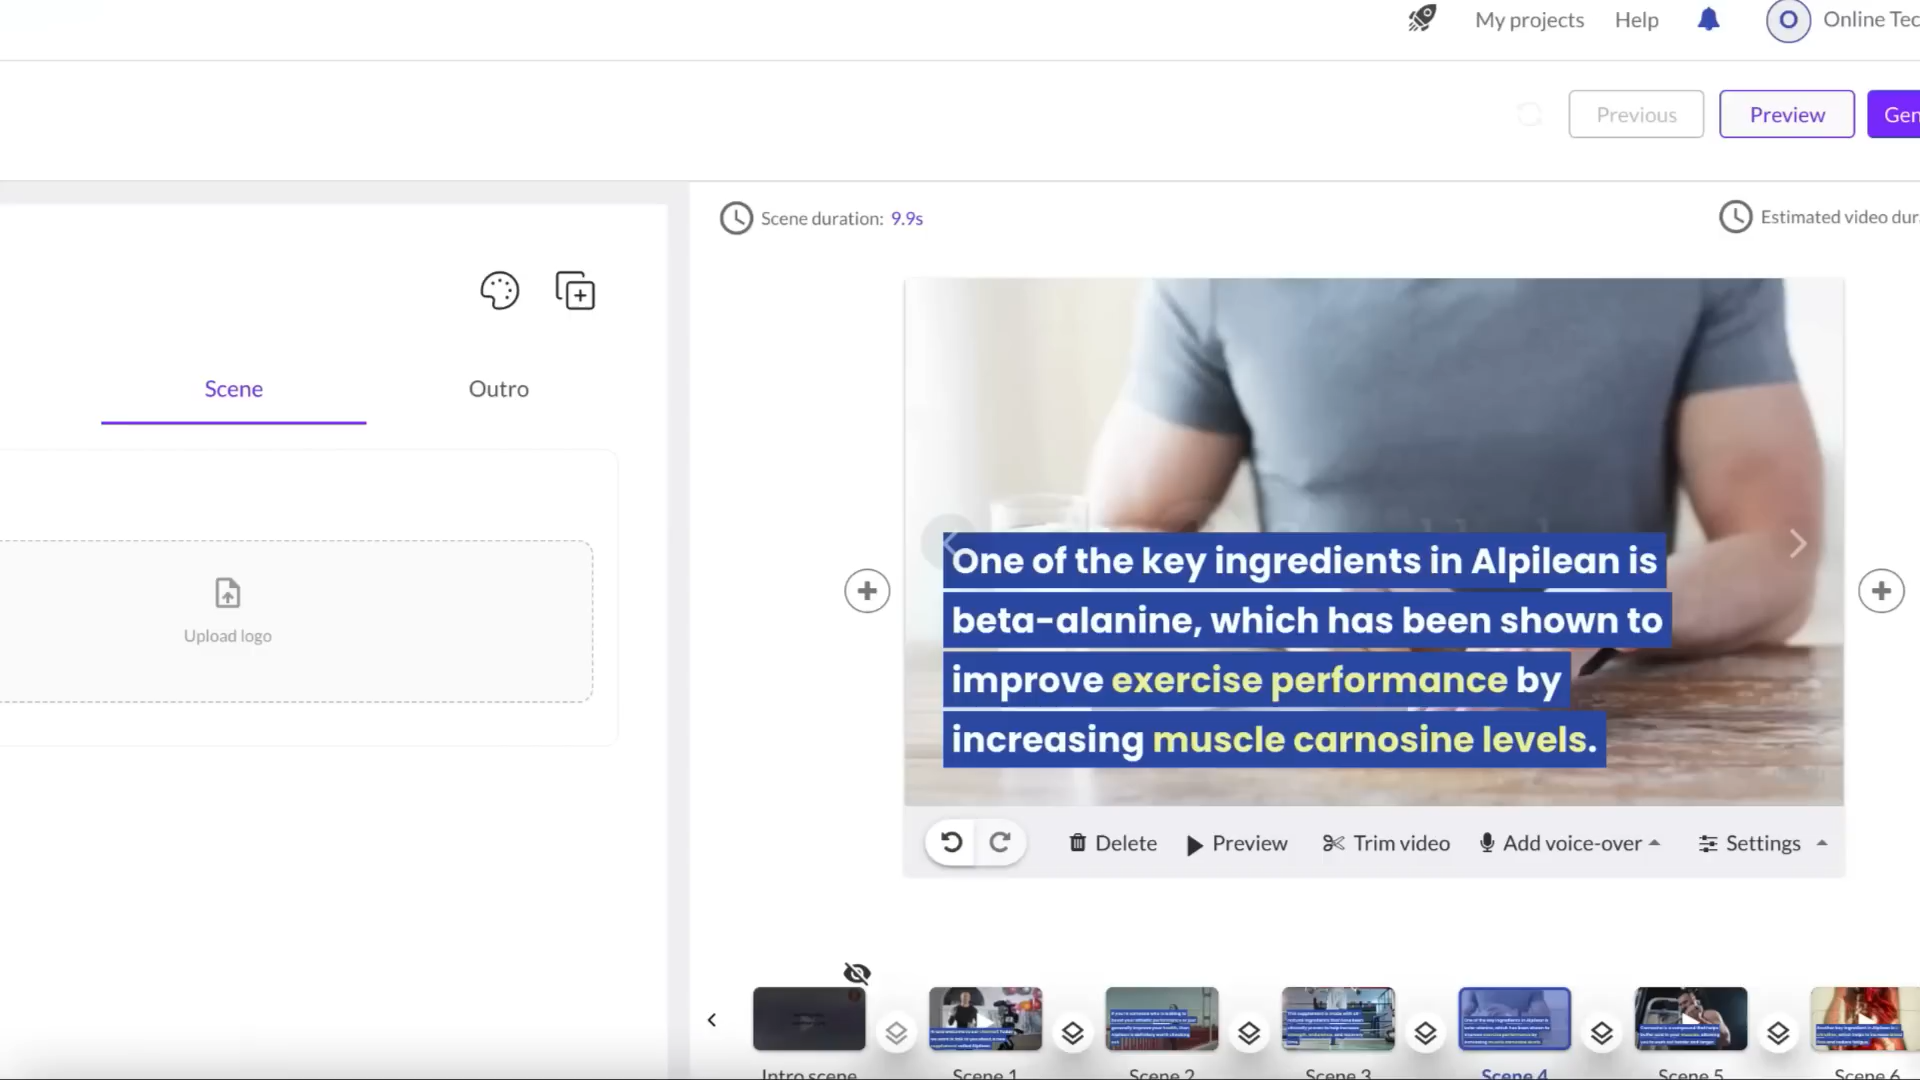 My projects
Help
O
Online Tec
Previous
Preview
Gen
Scene duration: 9.9s
Estimated video dur
Scene
Outro
Upload logo
One of the key ingredients in Alpilean is
beta-alanine, which has been shown to
improve exercise performance by
increasing muscle carnosine levels.
Delete
Preview
Trim video
Add voice-over
Settings
Intro scene
Scene 1
Scene 2
Scene 3
Scene 4
Scene 5
Scene 6